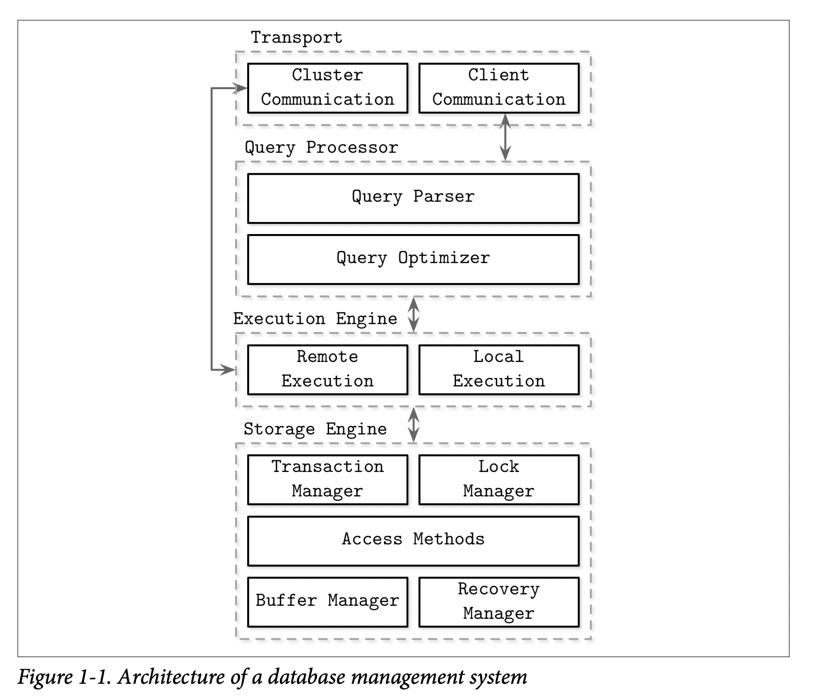 Transport
Cluster
Communication
Client
Communication
Query Processor
Query Parser
Query Optimizer
Execution Engine
Remote
Execution
Local
Execution
Storage Engine
Transaction
Manager
Lock
Manager
Access Methods
Buffer Manager
Recovery
Manager
Figure 1-1. Architecture of a database management system